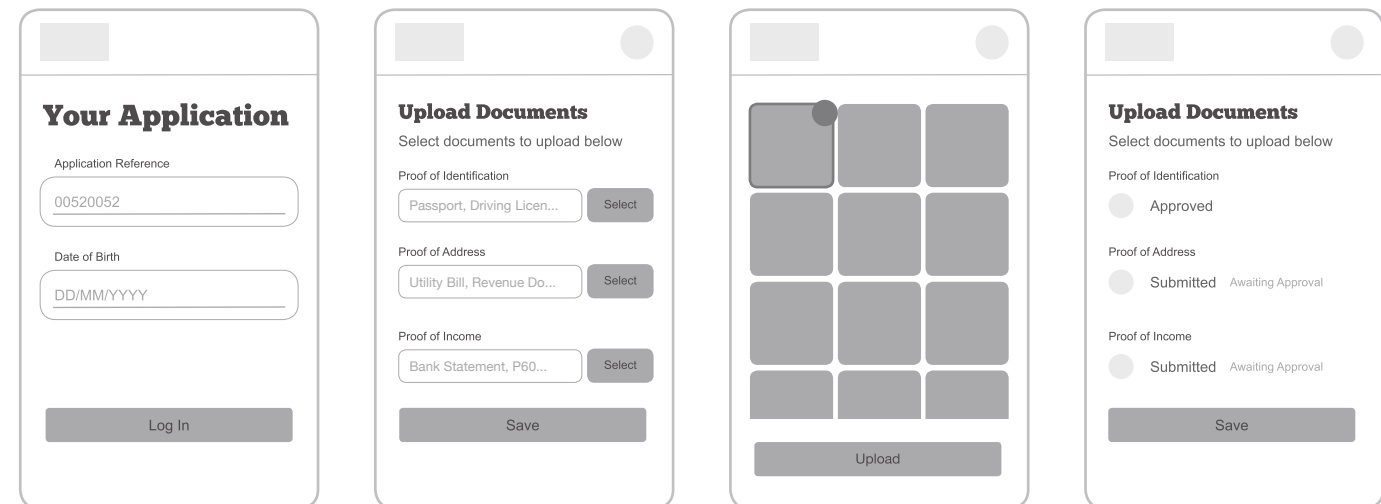 Your Application
Application Reference
00520052
Date of Birth
DD/MM/YYYY
Log In
Upload Documents
Select documents to upload below
Proof of Identification
Passport, Driving Licen...
Select
Proof of Address
Utility Bill, Revenue Do...
Select
Proof of Income
Bank Statement, P60...
Select
Save
Upload
Upload Documents
Select documents to upload below
Proof of Identification
Approved
Proof of Address
Submitted Awaiting Approval
Proof of Income
Submitted Awaiting Approval
Save